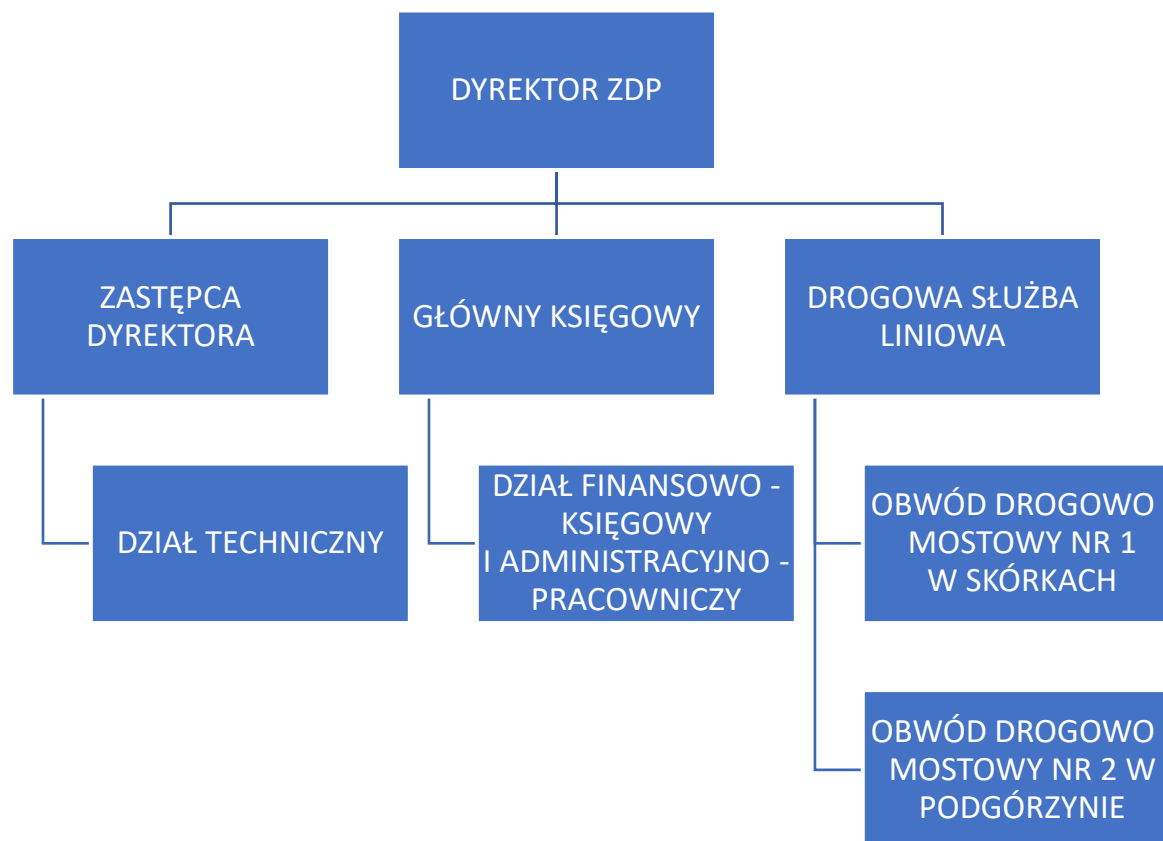 DYREKTOR ZDP
ZASTĘPCA
DYREKTORA
GŁÓWNY KSIĘGOWY
DROGOWA SŁUŻBA
LINIOWA
DZIAŁ TECHNICZNY
DZIAŁ FINANSOWO -
KSIĘGOWY
I ADMINISTRACYJNO -
PRACOWNICZY
OBWÓD DROGOWO
MOSTOWY NR 1
W SKÓRKACH
OBWÓD DROGOWO
MOSTOWY NR 2 W
PODGÓRZYNIE